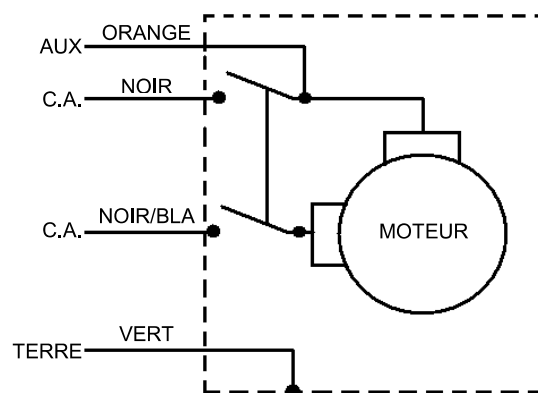 AUX ORANGE
C.A. NOIR
C.A. NOIR/BLA
MOTEUR
TERRE VERT